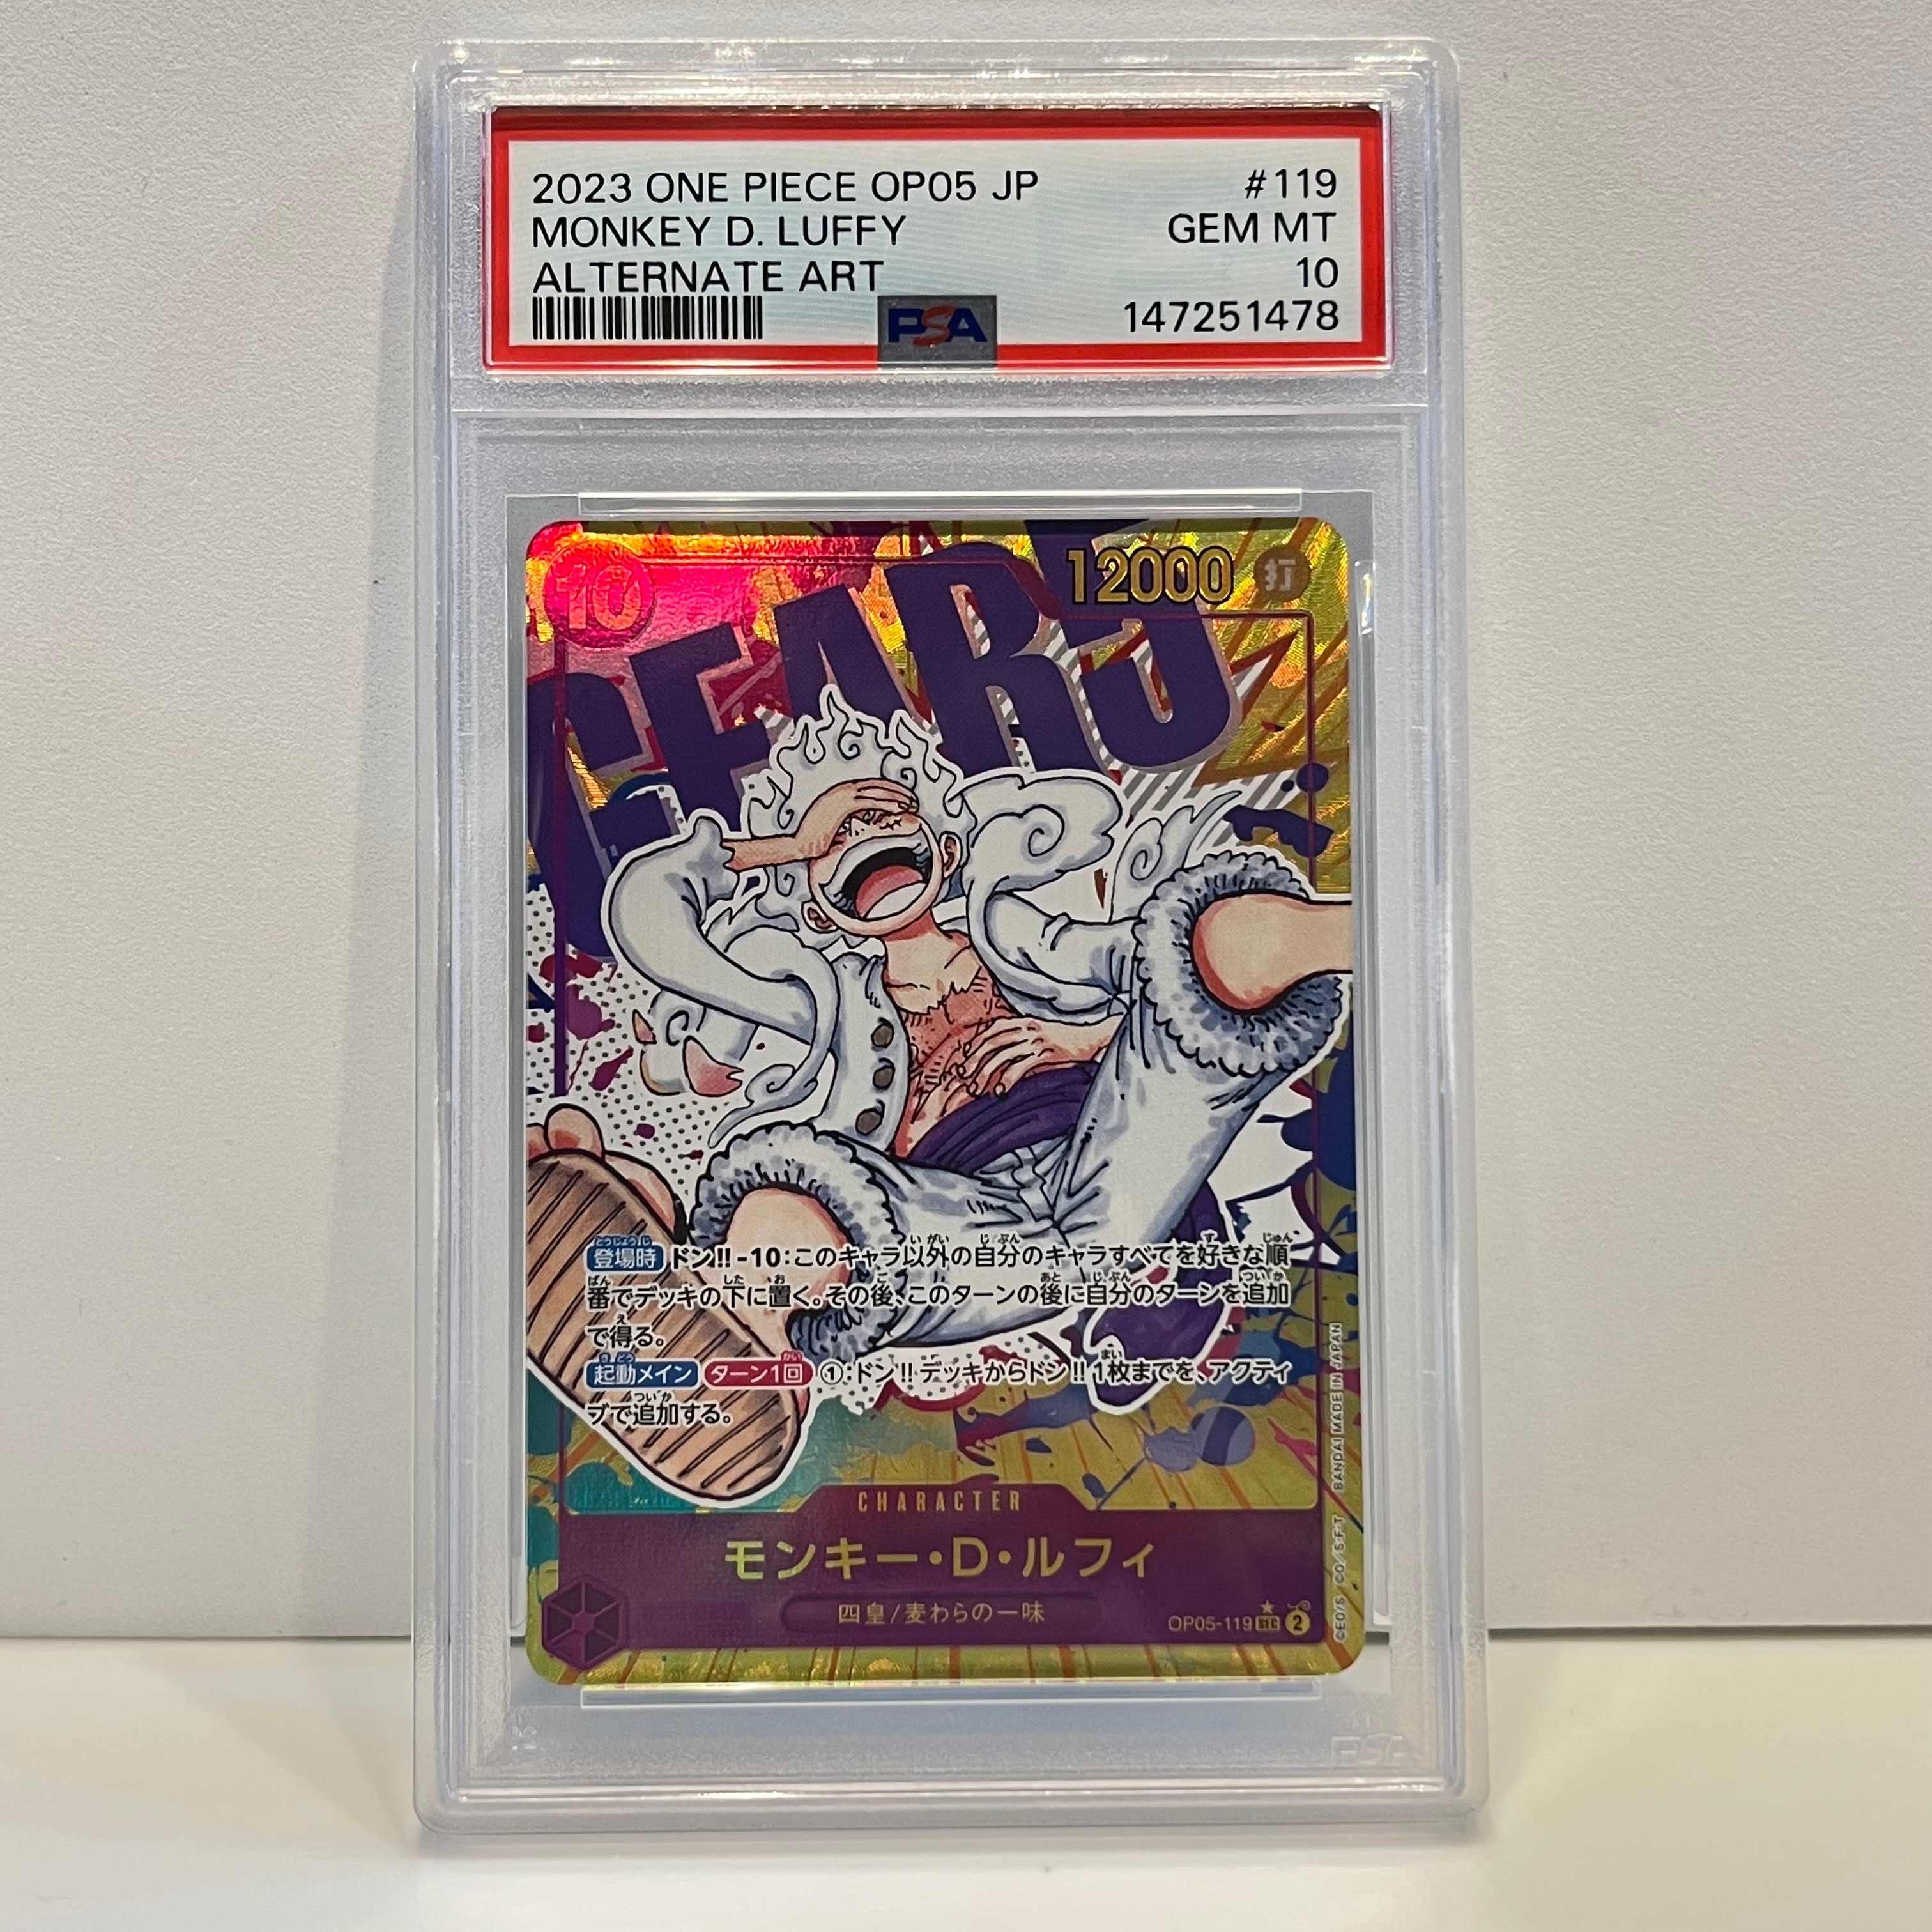 2023 ONE PIECE OP05 JP #119
MONKEY D. LUFFY GEM MT
ALTERNATE ART 10
PSA 147251478
10 12000 打
GEAR5
登場時 ドン!!-10:このキャラ以外の自分のキャラすべてを好きな順
番でデッキの下に置く。その後、このターンの後に自分のターンを追加
で得る。
起動メイン ターン1回 ①:ドン!!デッキからドン!!1枚までを、アクティ
ブで追加する。
CHARACTER
モンキー・D・ルフィ
四皇/麦わらの一味
OP05-119 SEC 2
©EO/S CO/S,F,T BANDAI MADE IN JAPAN
PSA